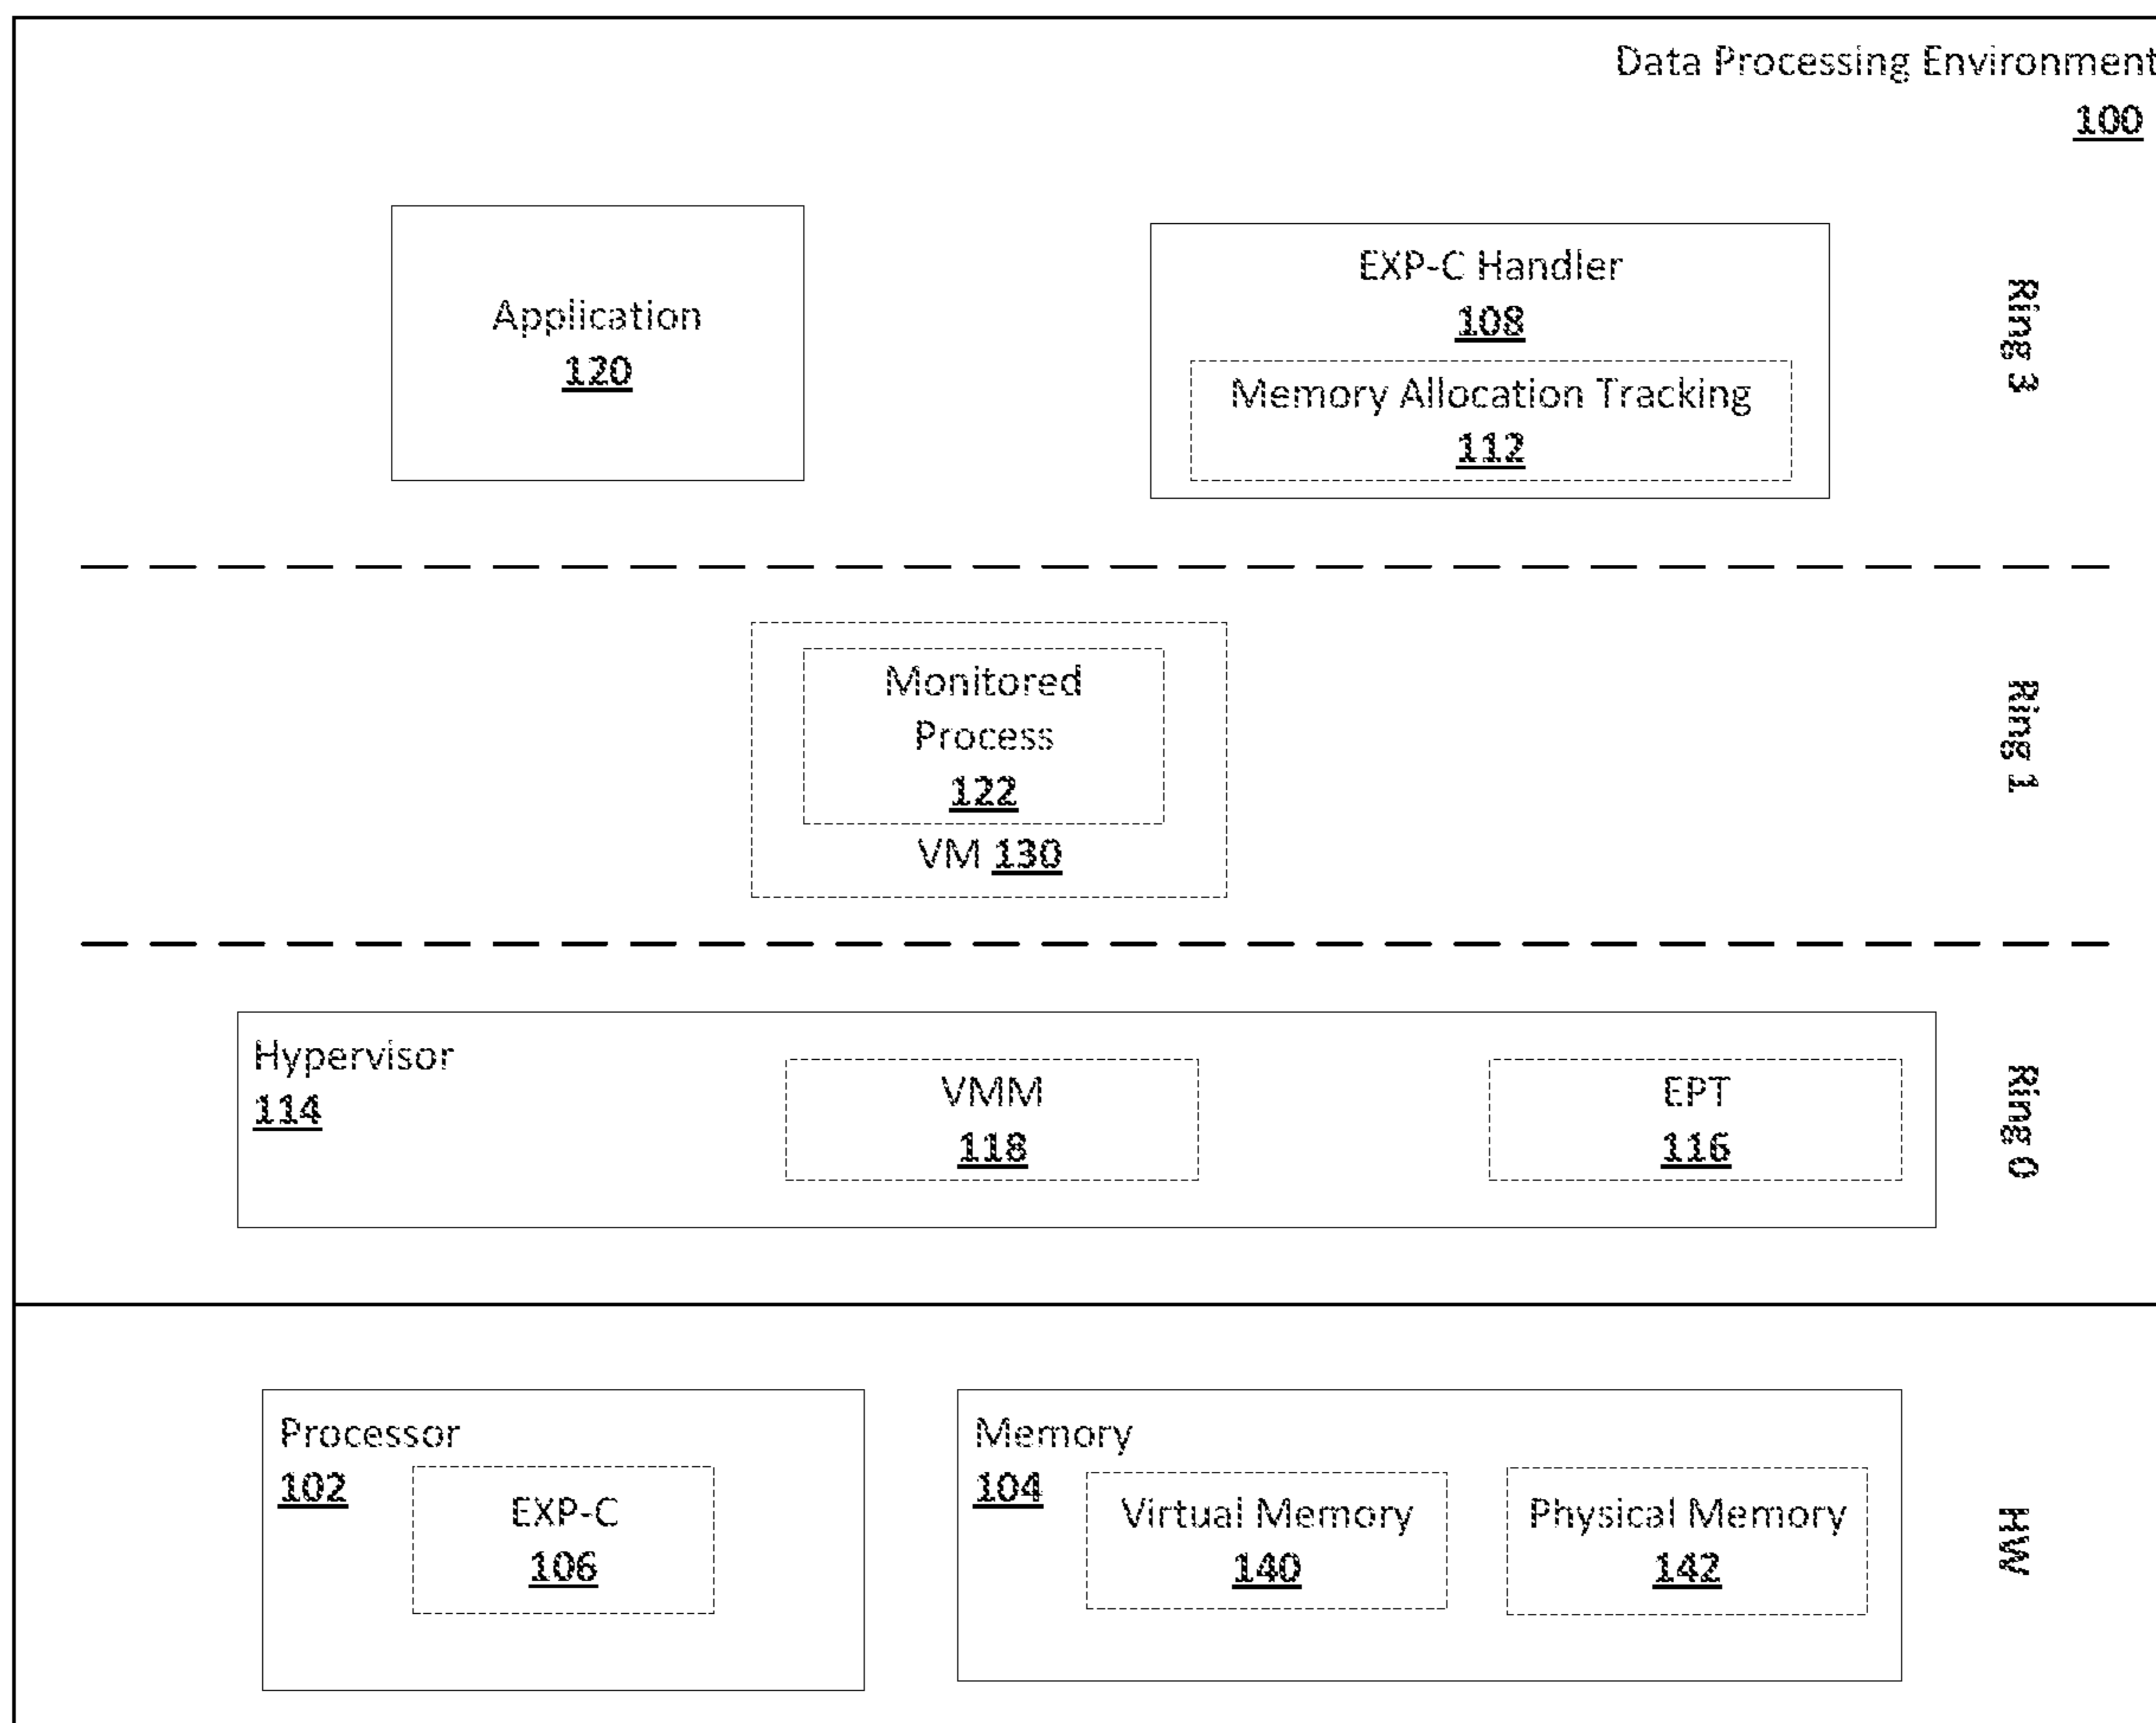 Data Processing Environment
100
Application
120
EXP-C Handler
108
Memory Allocation Tracking
112
Ring 3
Monitored
Process
122
VM 130
Ring 1
Hypervisor
114
VMM
118
EPT
116
Ring 0
Processor
102
EXP-C
106
Memory
104
Virtual Memory
140
Physical Memory
142
HW